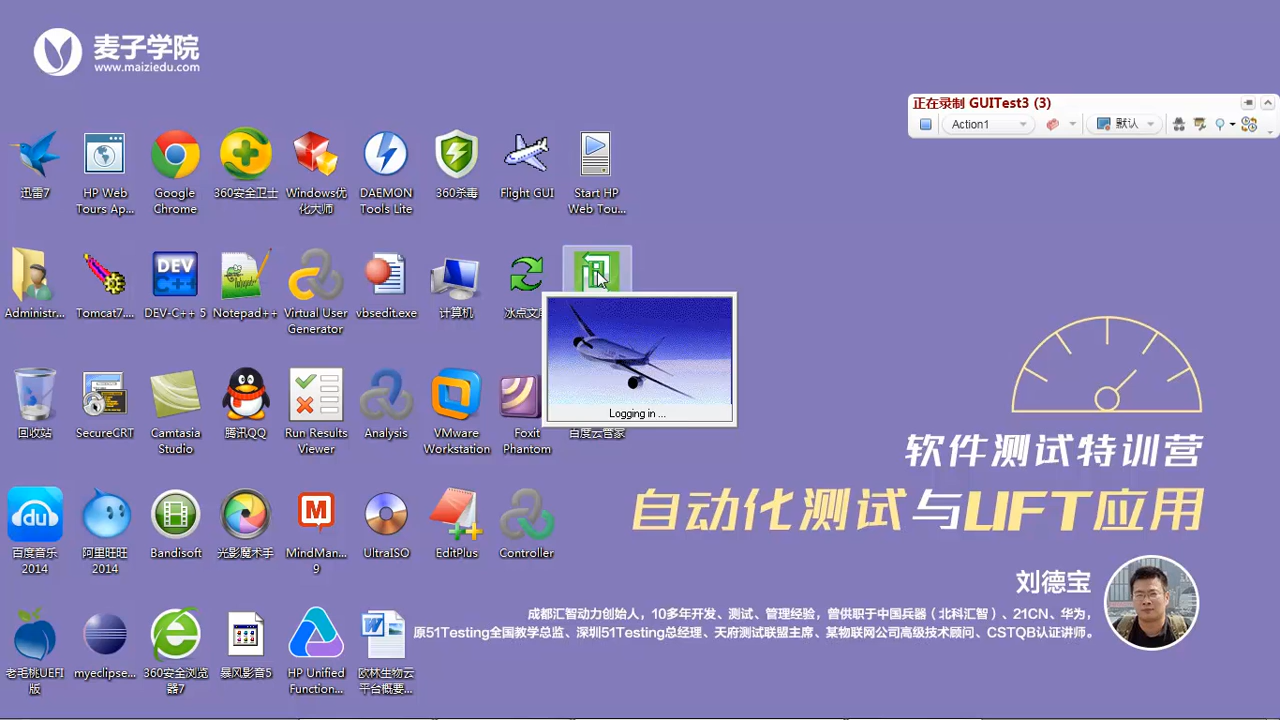 麦子学院
www.maiziedu.com
正在录制 GUITest3 (3)
Action1
默认
迅雷7
HP Web
Tours Ap...
Google
Chrome
360安全卫士
Windows优
化大师
DAEMON
Tools Lite
360杀毒
Flight GUI
Start HP
Web Tou...
Administr...
Tomcat7....
DEV-C++ 5
Notepad++
Virtual User
Generator
vbsedit.exe
计算机
冰点文
Logging in ...
回收站
SecureCRT
Camtasia
Studio
腾讯QQ
Run Results
Viewer
Analysis
VMware
Workstation
Foxit
Phantom
百度云管家
软件测试特训营
自动化测试与UFT应用
百度音乐
2014
阿里旺旺
2014
Bandisoft
光影魔术手
MindMan...
9
UltraISO
EditPlus
Controller
刘德宝
成都汇智动力创始人，10多年开发、测试、管理经验，曾供职于中国兵器（北科汇智）、21CN、华为，
原51Testing全国教学总监、深圳51Testing总经理、天府测试联盟主席、某物联网公司高级技术顾问、CSTQB认证讲师。
老毛桃UEFI
版
myeclipse...
360安全浏览
器7
暴风影音5
HP Unified
Function...
欧林生物云
平台概要...